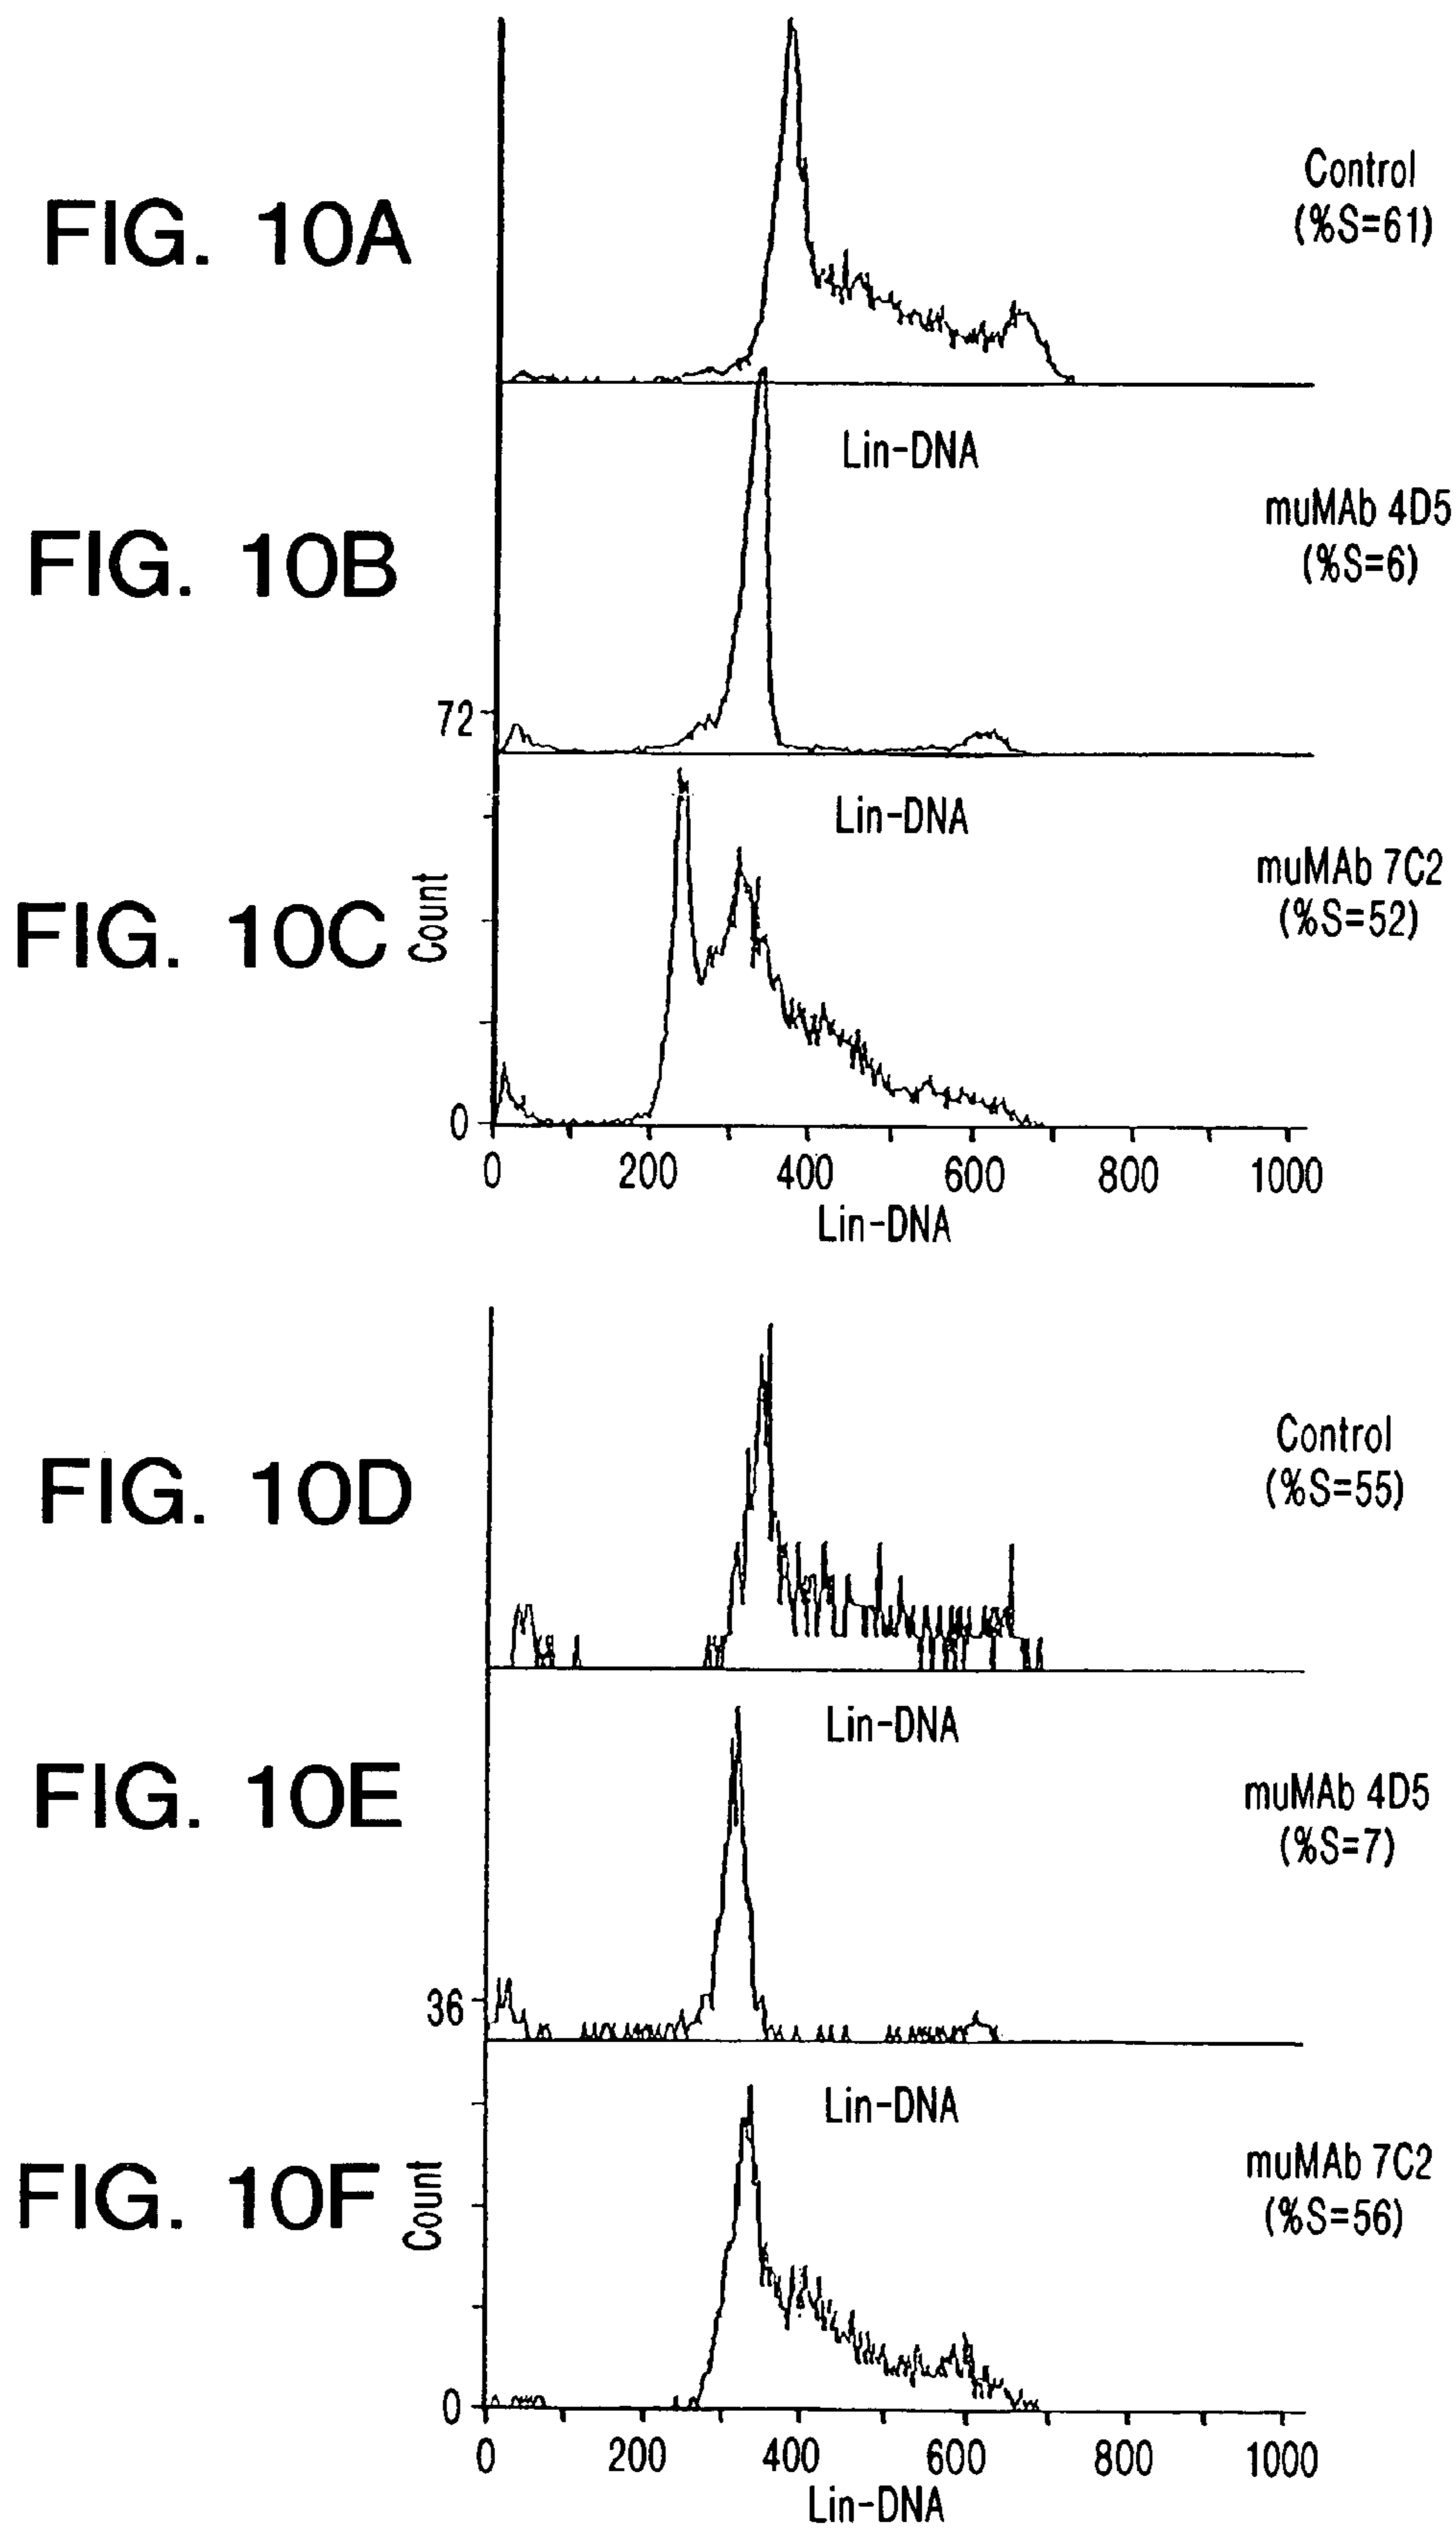 FIG. 10A
Control
(%S=61)
Lin-DNA
FIG. 10B
muMAb 4D5
(%S=6)
72
Lin-DNA
FIG. 10C
Count
muMAb 7C2
(%S=52)
0
0 200 400 600 800 1000
Lin-DNA
FIG. 10D
Control
(%S=55)
Lin-DNA
FIG. 10E
muMAb 4D5
(%S=7)
36
Lin-DNA
FIG. 10F
Count
muMAb 7C2
(%S=56)
0
0 200 400 600 800 1000
Lin-DNA